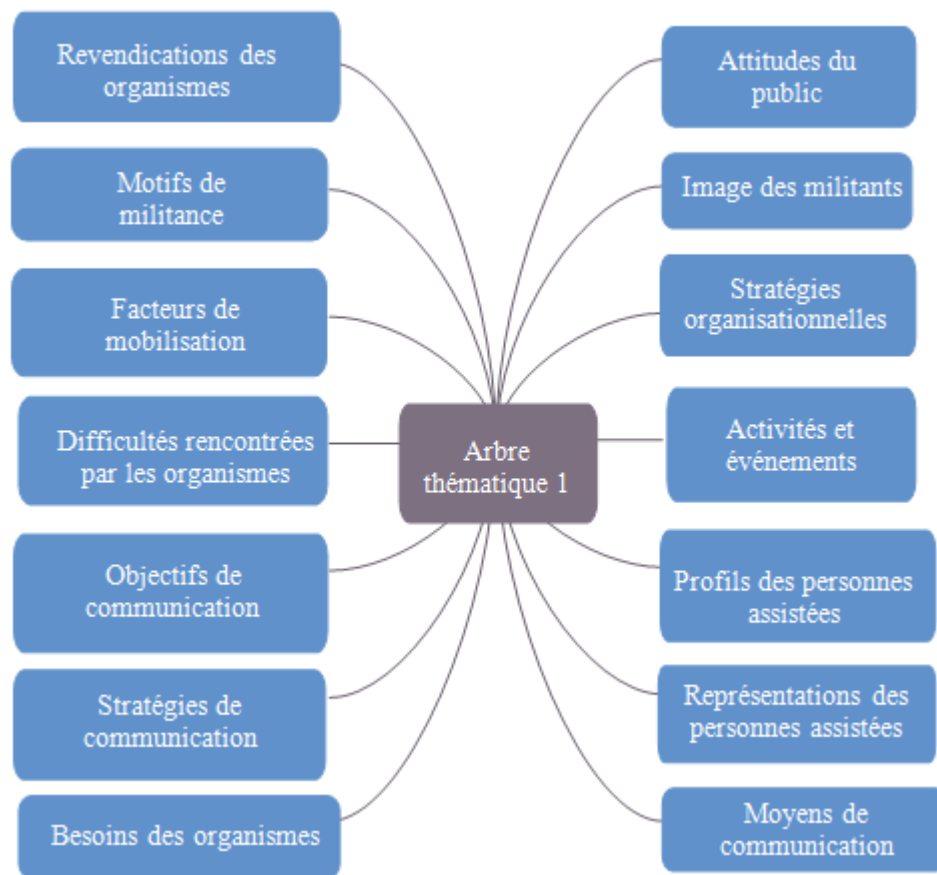 Revendications des
organismes
Motifs de
militance
Facteurs de
mobilisation
Difficultés rencontrées
par les organismes
Objectifs de
communication
Stratégies de
communication
Besoins des organismes
Arbre
thématique 1
Attitudes du
public
Image des militants
Stratégies
organisationnelles
Activités et
événements
Profils des personnes
assistées
Représentations des
personnes assistées
Moyens de
communication